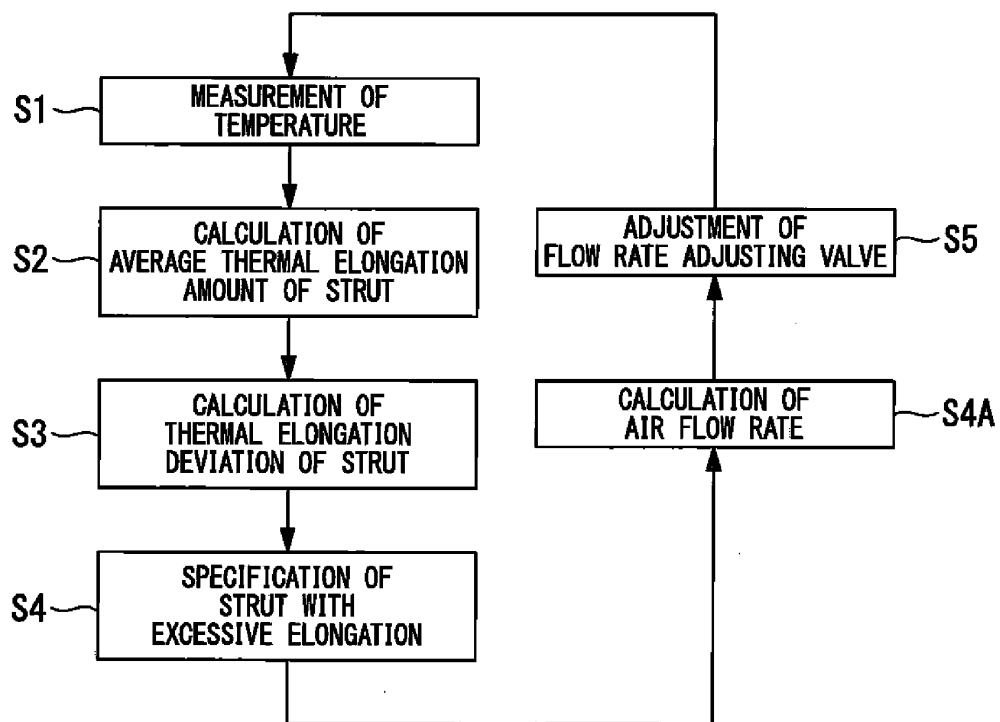 S1
MEASUREMENT OF
TEMPERATURE
S2
CALCULATION OF
AVERAGE THERMAL ELONGATION
AMOUNT OF STRUT
S3
CALCULATION OF
THERMAL ELONGATION
DEVIATION OF STRUT
S4
SPECIFICATION OF
STRUT WITH
EXCESSIVE ELONGATION
ADJUSTMENT OF
FLOW RATE ADJUSTING VALVE
S5
CALCULATION OF
AIR FLOW RATE
S4A